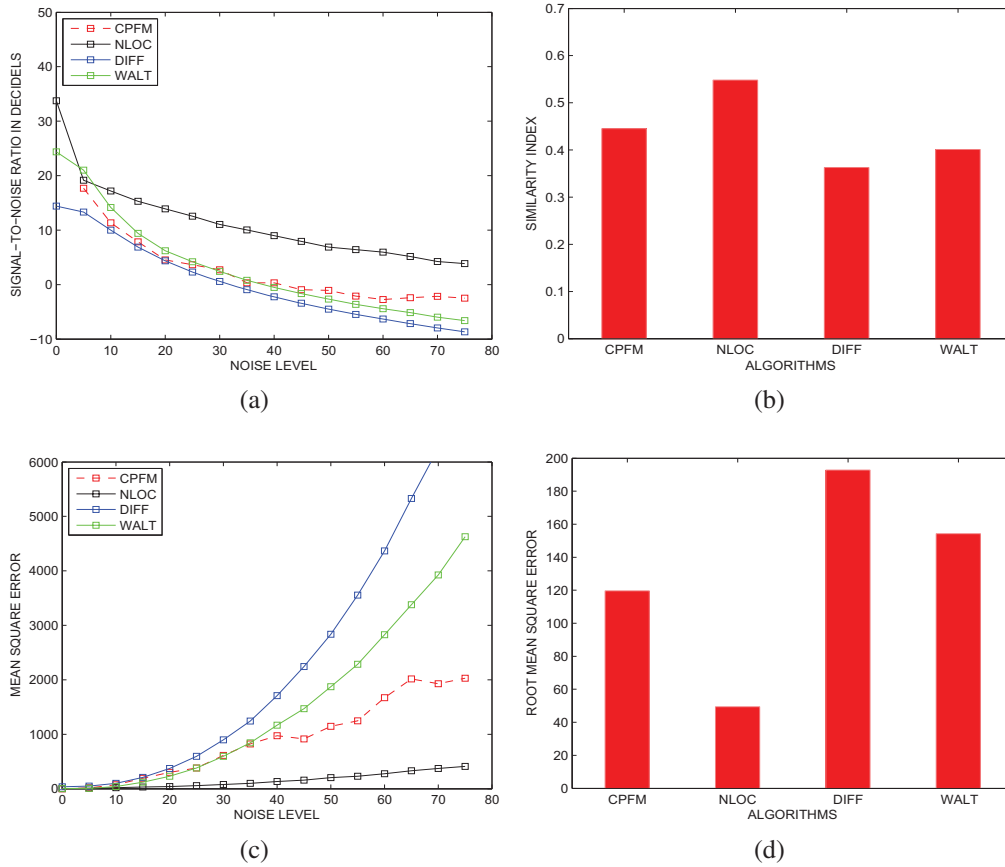 50
40
30
20
10
0
−10
SIGNAL−TO−NOISE RATIO IN DECIDELS
CPFM
NLOC
DIFF
WALT
0 10 20 30 40 50 60 70 80
NOISE LEVEL
(a)
0.7
0.6
0.5
0.4
0.3
0.2
0.1
0
SIMILARITY INDEX
CPFM NLOC DIFF WALT
ALGORITHMS
(b)
6000
5000
4000
3000
2000
1000
0
MEAN SQUARE ERROR
CPFM
NLOC
DIFF
WALT
0 10 20 30 40 50 60 70 80
NOISE LEVEL
(c)
200
180
160
140
120
100
80
60
40
20
0
ROOT MEAN SQUARE ERROR
CPFM NLOC DIFF WALT
ALGORITHMS
(d)